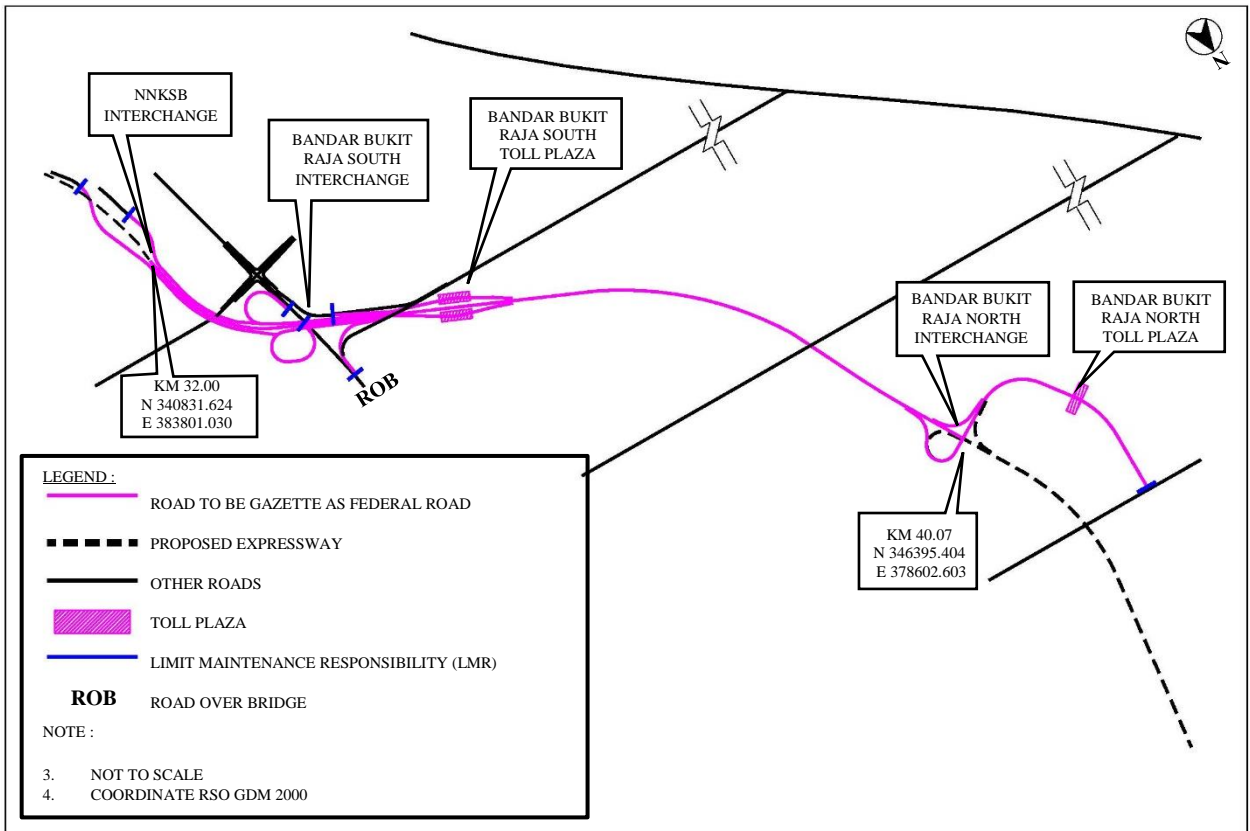 N
NNKSB
INTERCHANGE
BANDAR BUKIT
RAJA SOUTH
INTERCHANGE
BANDAR BUKIT
RAJA SOUTH
TOLL PLAZA
BANDAR BUKIT
RAJA NORTH
INTERCHANGE
BANDAR BUKIT
RAJA NORTH
TOLL PLAZA
KM 32.00
N 340831.624
E 383801.030
ROB
KM 40.07
N 346395.404
E 378602.603
LEGEND :
ROAD TO BE GAZETTE AS FEDERAL ROAD
PROPOSED EXPRESSWAY
OTHER ROADS
TOLL PLAZA
LIMIT MAINTENANCE RESPONSIBILITY (LMR)
ROB ROAD OVER BRIDGE
NOTE :
3. NOT TO SCALE
4. COORDINATE RSO GDM 2000